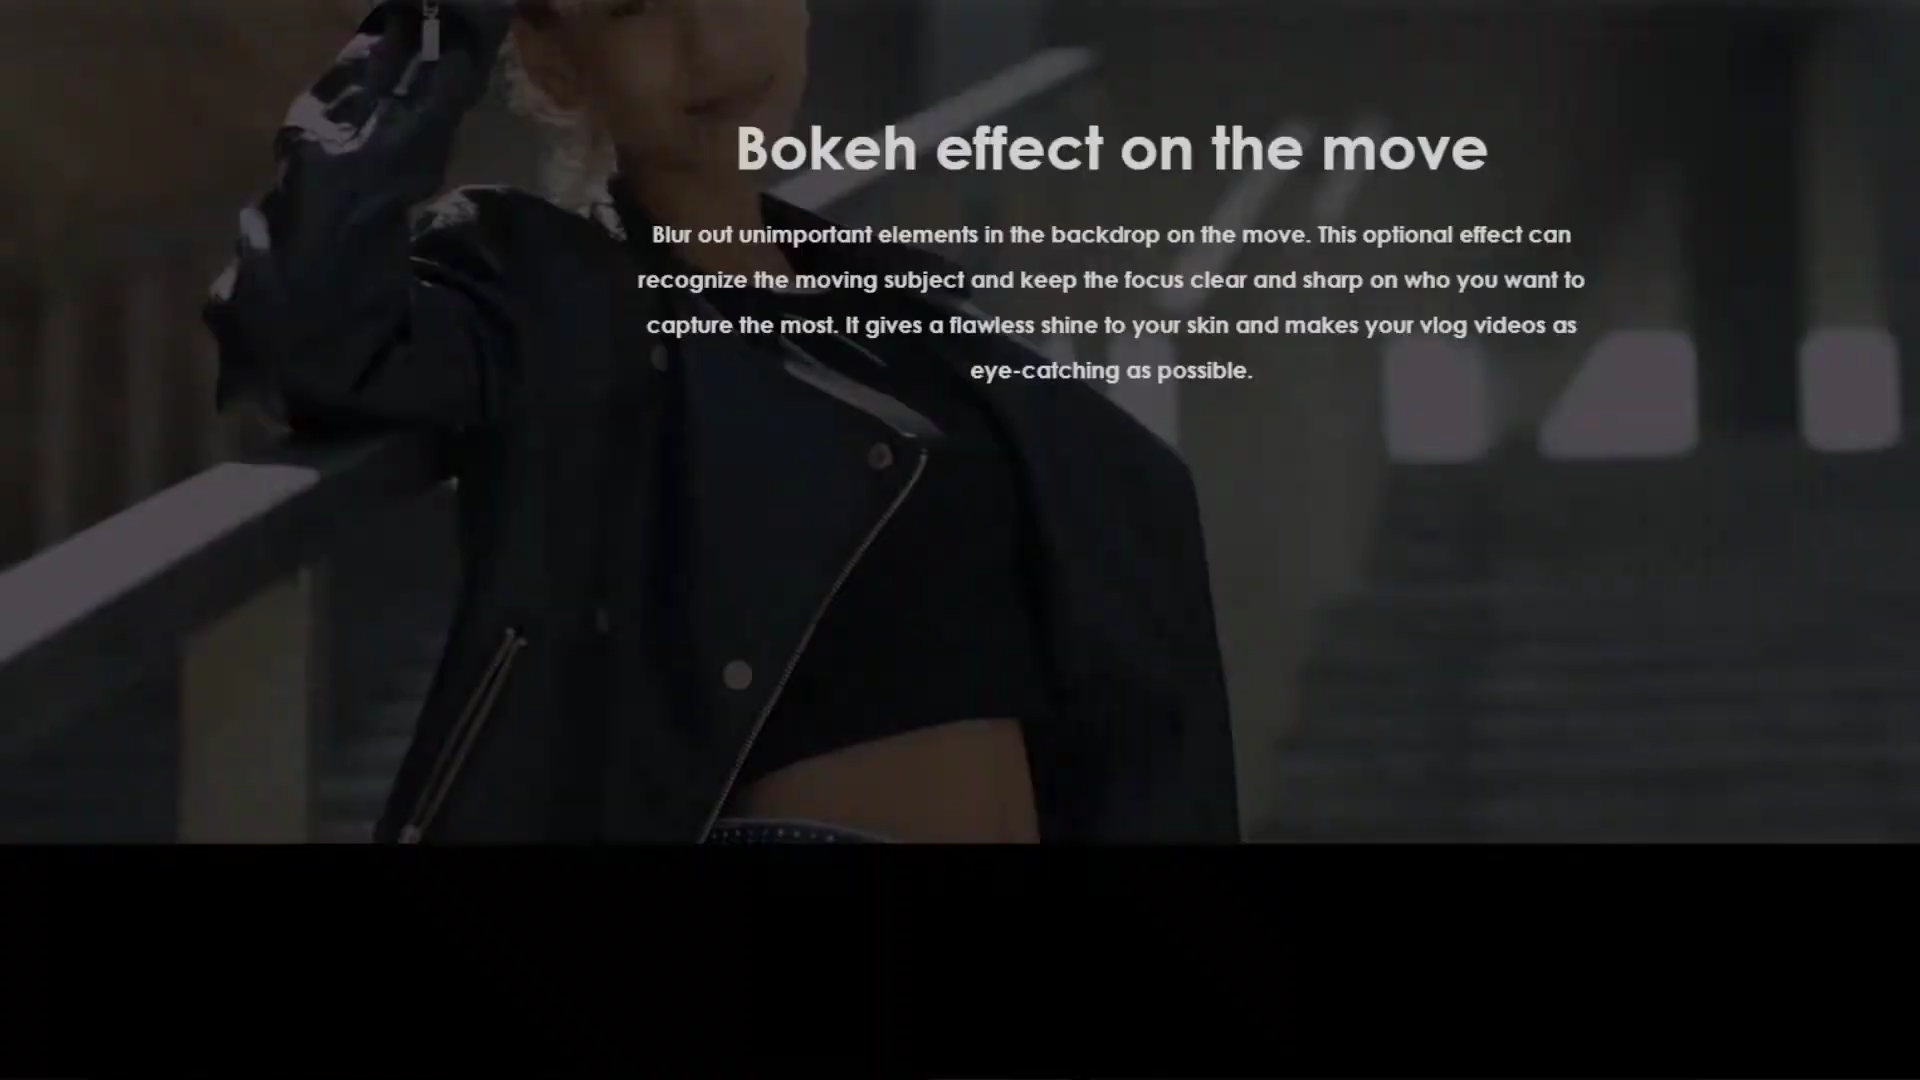 Bokeh effect on the move
Blur out unimportant elements in the backdrop on the move. This optional effect can
recognize the moving subject and keep the focus clear and sharp on who you want to
capture the most. It gives a flawless shine to your skin and makes your vlog videos as
eye-catching as possible.